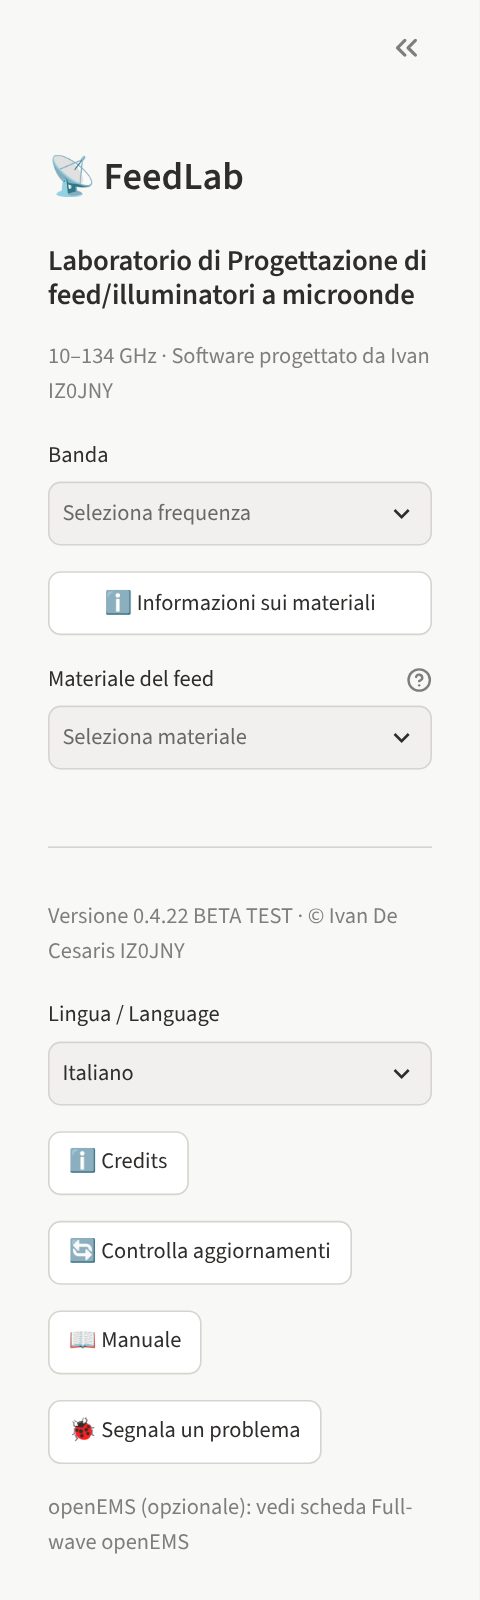 FeedLab
Laboratorio di Progettazione di
feed/illuminatori a microonde
10–134 GHz · Software progettato da Ivan
IZ0JNY
Banda
Seleziona frequenza
Informazioni sui materiali
Materiale del feed
Seleziona materiale
Versione 0.4.22 BETA TEST · © Ivan De
Cesaris IZ0JNY
Lingua / Language
Italiano
Credits
Controlla aggiornamenti
Manuale
Segnala un problema
openEMS (opzionale): vedi scheda Full-
wave openEMS